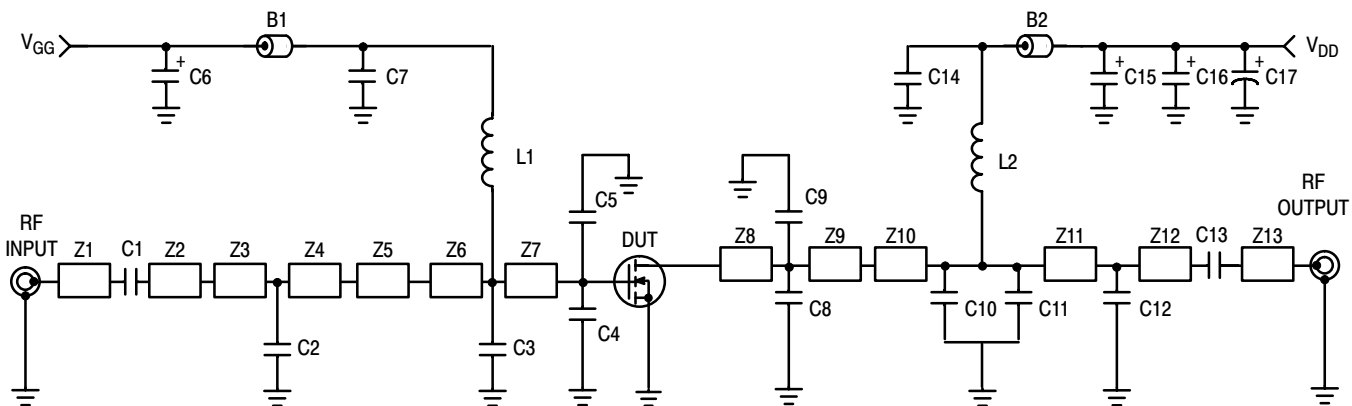 B1
B2
VGG
VDD
+
C6
C7
C14
+
C15
+
C16
+
C17
L1
L2
C5
C9
RF
INPUT
RF
OUTPUT
Z1
C1
Z2
Z3
Z4
Z5
Z6
Z7
DUT
Z8
Z9
Z10
Z11
Z12
C13
Z13
C2
C3
C4
C8
C10
C11
C12